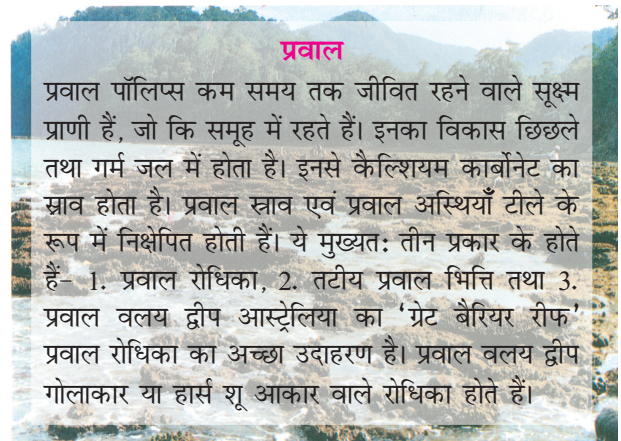 प्रवाल
प्रवाल पॉलिप्स कम समय तक जीवित रहने वाले सूक्ष्म
प्राणी हैं, जो कि समूह में रहते हैं। इनका विकास छिछले
तथा गर्म जल में होता है। इनसे कैल्शियम कार्बोनेट का
स्राव होता है। प्रवाल स्राव एवं प्रवाल अस्थियाँ टीले के
रूप में निक्षेपित होती हैं। ये मुख्यत: तीन प्रकार के होते
हैं– 1. प्रवाल रोधिका, 2. तटीय प्रवाल भित्ति तथा 3.
प्रवाल वलय द्वीप आस्ट्रेलिया का ‘ग्रेट बैरियर रीफ’
प्रवाल रोधिका का अच्छा उदाहरण है। प्रवाल वलय द्वीप
गोलाकार या हार्स शू आकार वाले रोधिका होते हैं।